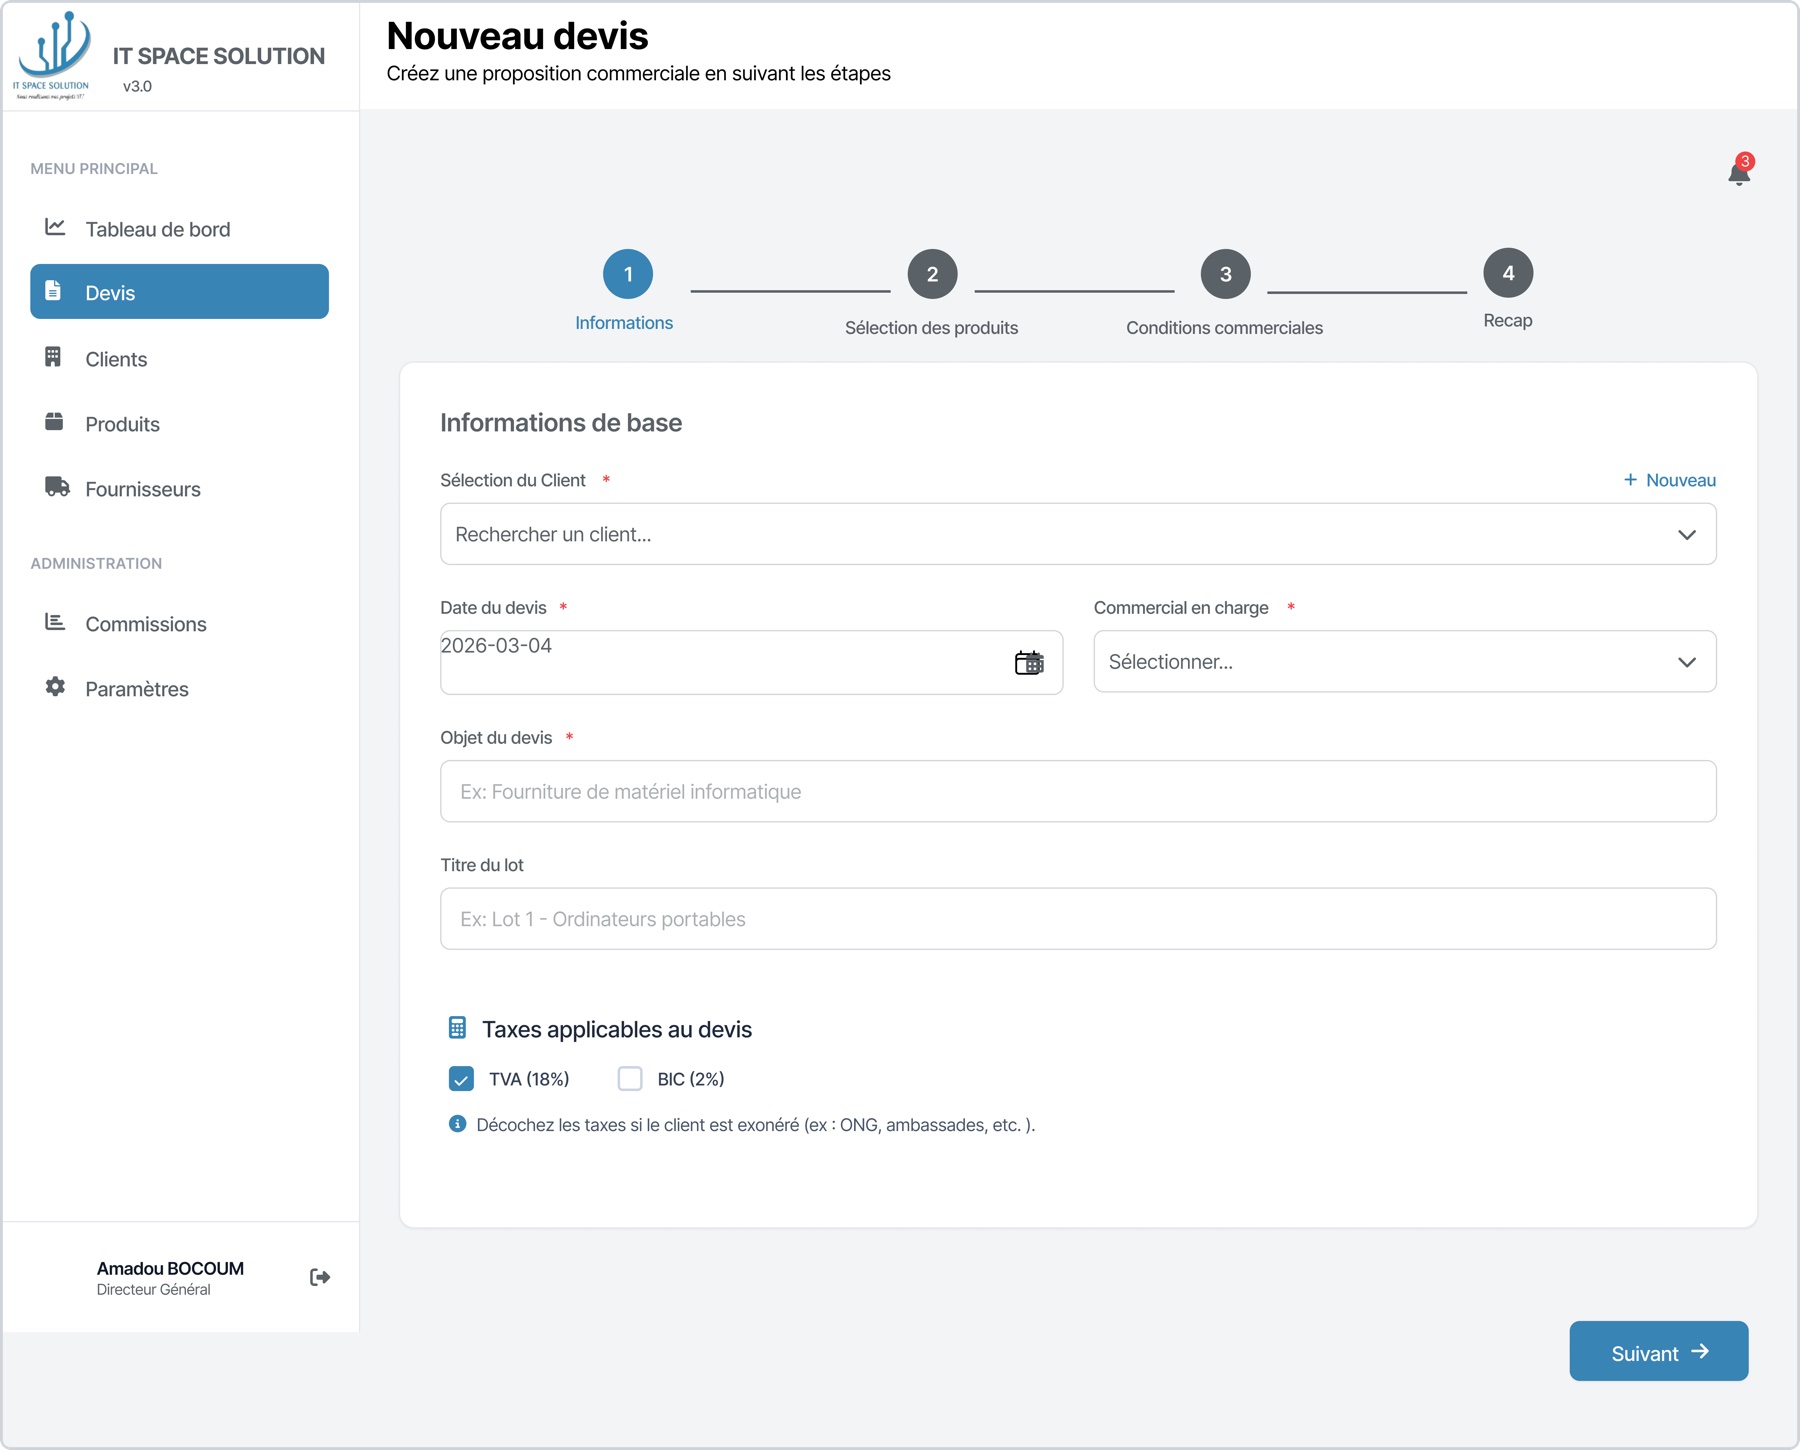 IT SPACE SOLUTION
IT SPACE SOLUTION
v3.0
Nouveau devis
Créez une proposition commerciale en suivant les étapes
MENU PRINCIPAL
Tableau de bord
Devis
Clients
Produits
Fournisseurs
ADMINISTRATION
Commissions
Paramètres
Amadou BOCOUM
Directeur Général
3
1
2
3
4
Informations
Sélection des produits
Conditions commerciales
Recap
Informations de base
Sélection du Client *
+ Nouveau
Rechercher un client...
Date du devis *
Commercial en charge *
2026-03-04
Sélectionner...
Objet du devis *
Ex: Fourniture de matériel informatique
Titre du lot
Ex: Lot 1 - Ordinateurs portables
Taxes applicables au devis
TVA (18%)
BIC (2%)
Décochez les taxes si le client est exonéré (ex : ONG, ambassades, etc. ).
Suivant →